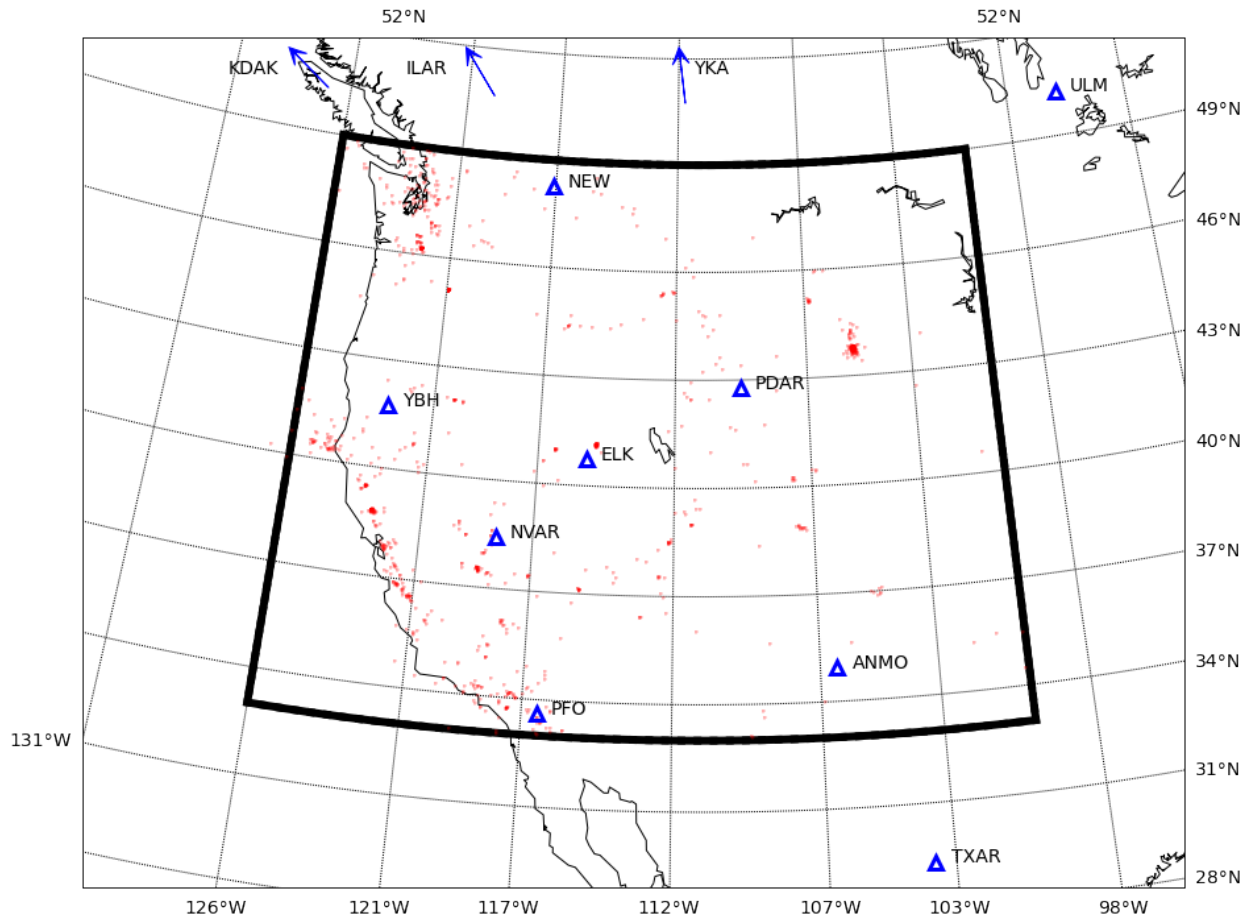 52°N 52°N
KDAK ILAR YKA
ULM
49°N
NEW
46°N
43°N
PDAR
YBH
40°N
ELK
NVAR
37°N
ANMO
34°N
PFO
131°W
31°N
TXAR
28°N
126°W 121°W 117°W 112°W 107°W 103°W 98°W